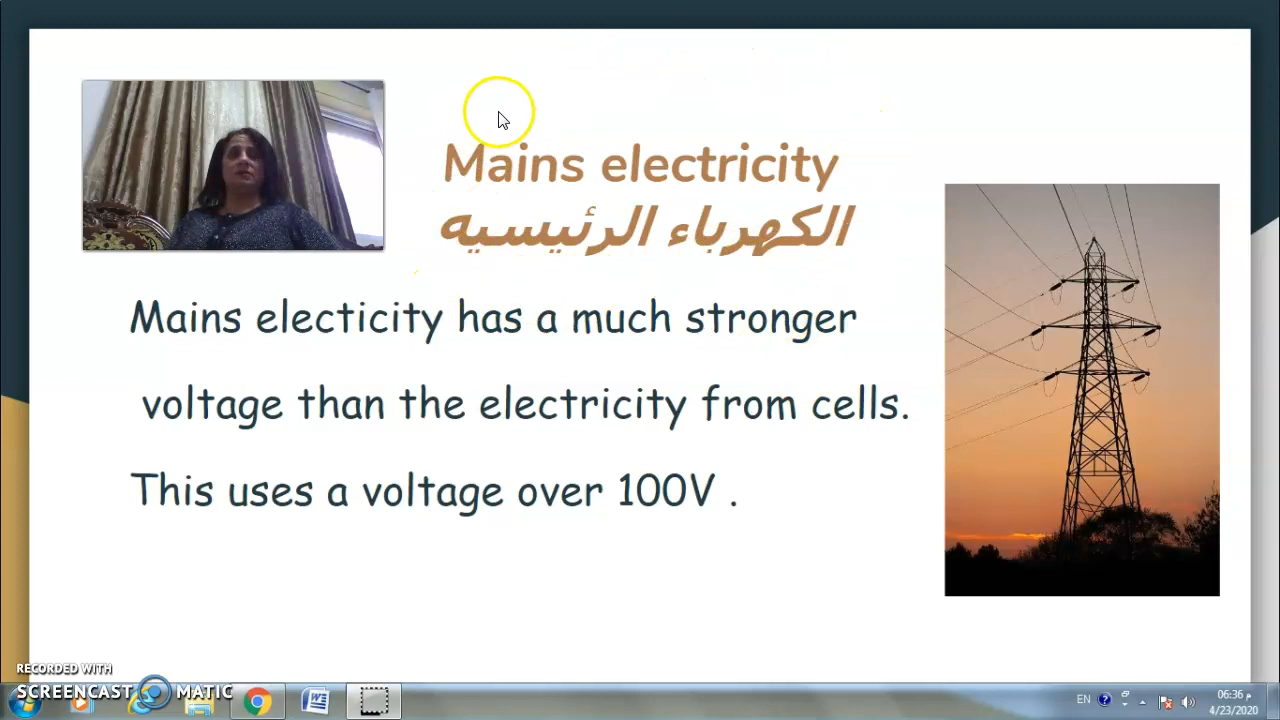 Mains electricity
الكهرباء الرئيسيه
Mains electicity has a much stronger
voltage than the electricity from cells.
This uses a voltage over 100V .
RECORDED WITH
SCREENCAST MATIC
EN
06:36 م
4/23/2020